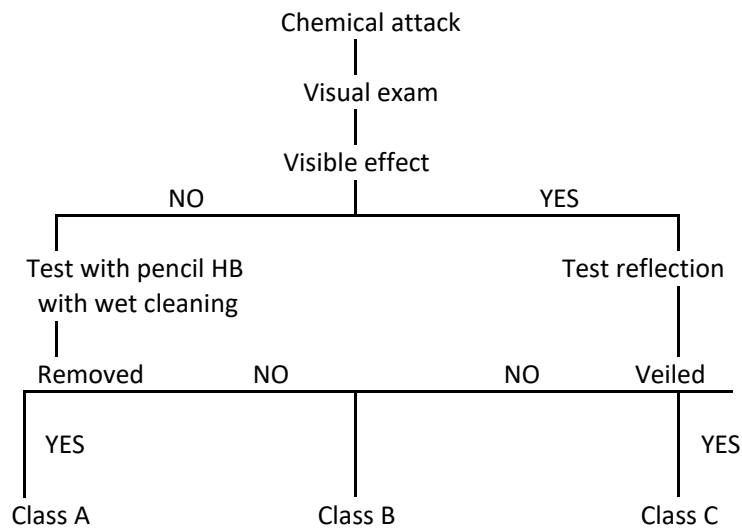 Chemical attack
Visual exam
Visible effect
NO YES
Test with pencil HB Test reflection
with wet cleaning
Removed NO NO Veiled
YES YES
Class A Class B Class C